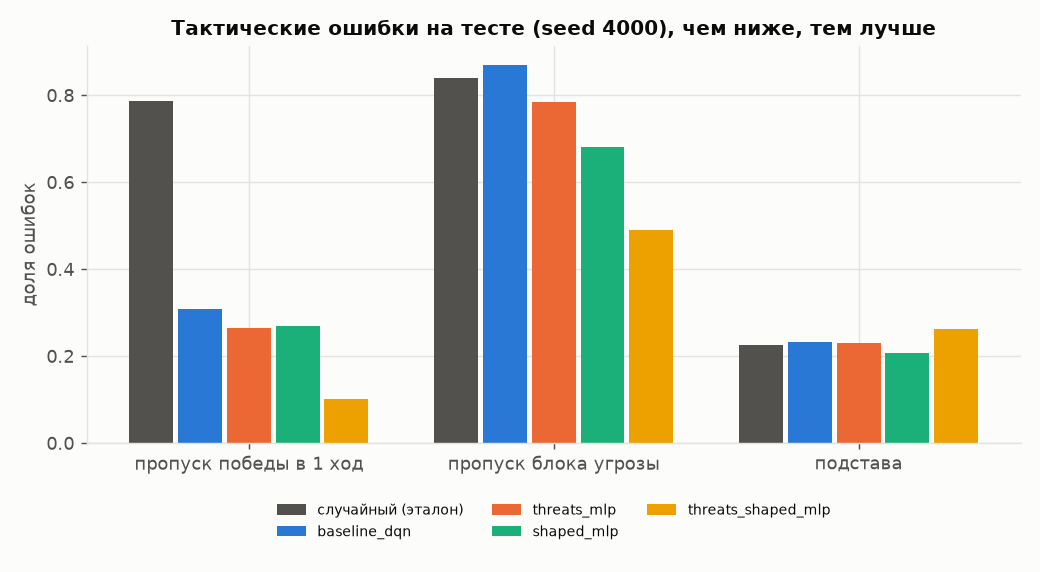 Тактические ошибки на тесте (seed 4000), чем ниже, тем лучше
доля ошибок
0.8
0.6
0.4
0.2
0.0
пропуск победы в 1 ход
пропуск блока угрозы
подстава
случайный (эталон)
threats_mlp
threats_shaped_mlp
baseline_dqn
shaped_mlp